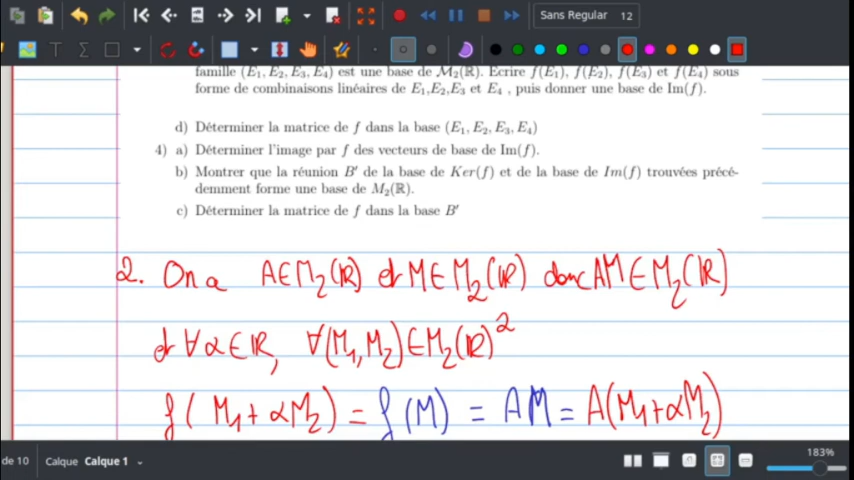 Sans Regular 12
famille (E₁, E₂, E₃, E₄) est une base de M₂(ℝ). Ecrire f(E₁), f(E₂), f(E₃) et f(E₄) sous
forme de combinaisons linéaires de E₁,E₂,E₃ et E₄ , puis donner une base de Im(f).
d) Déterminer la matrice de f dans la base (E₁, E₂, E₃, E₄)
4) a) Déterminer l'image par f des vecteurs de base de Im(f).
b) Montrer que la réunion B′ de la base de Ker(f) et de la base de Im(f) trouvées précé-
demment forme une base de M₂(ℝ).
c) Déterminer la matrice de f dans la base B′
2. On a A∈M₂(ℝ) et M∈M₂(ℝ) donc AM∈M₂(ℝ)
et ∀α∈ℝ, ∀(M₁,M₂)∈M₂(ℝ)²
f(M₁+αM₂) = f(M) = AM = A(M₁+αM₂)
de 10 Calque Calque 1 183%